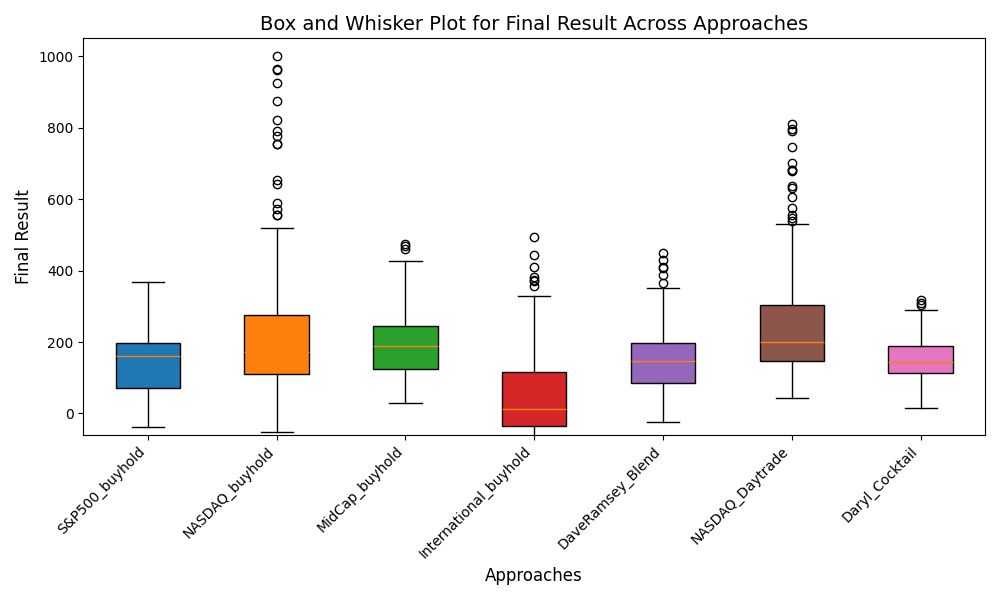 Box and Whisker Plot for Final Result Across Approaches
1000
800
600
400
200
0
Final Result
S&P500_buyhold
NASDAQ_buyhold
MidCap_buyhold
International_buyhold
DaveRamsey_Blend
NASDAQ_Daytrade
Daryl_Cocktail
Approaches